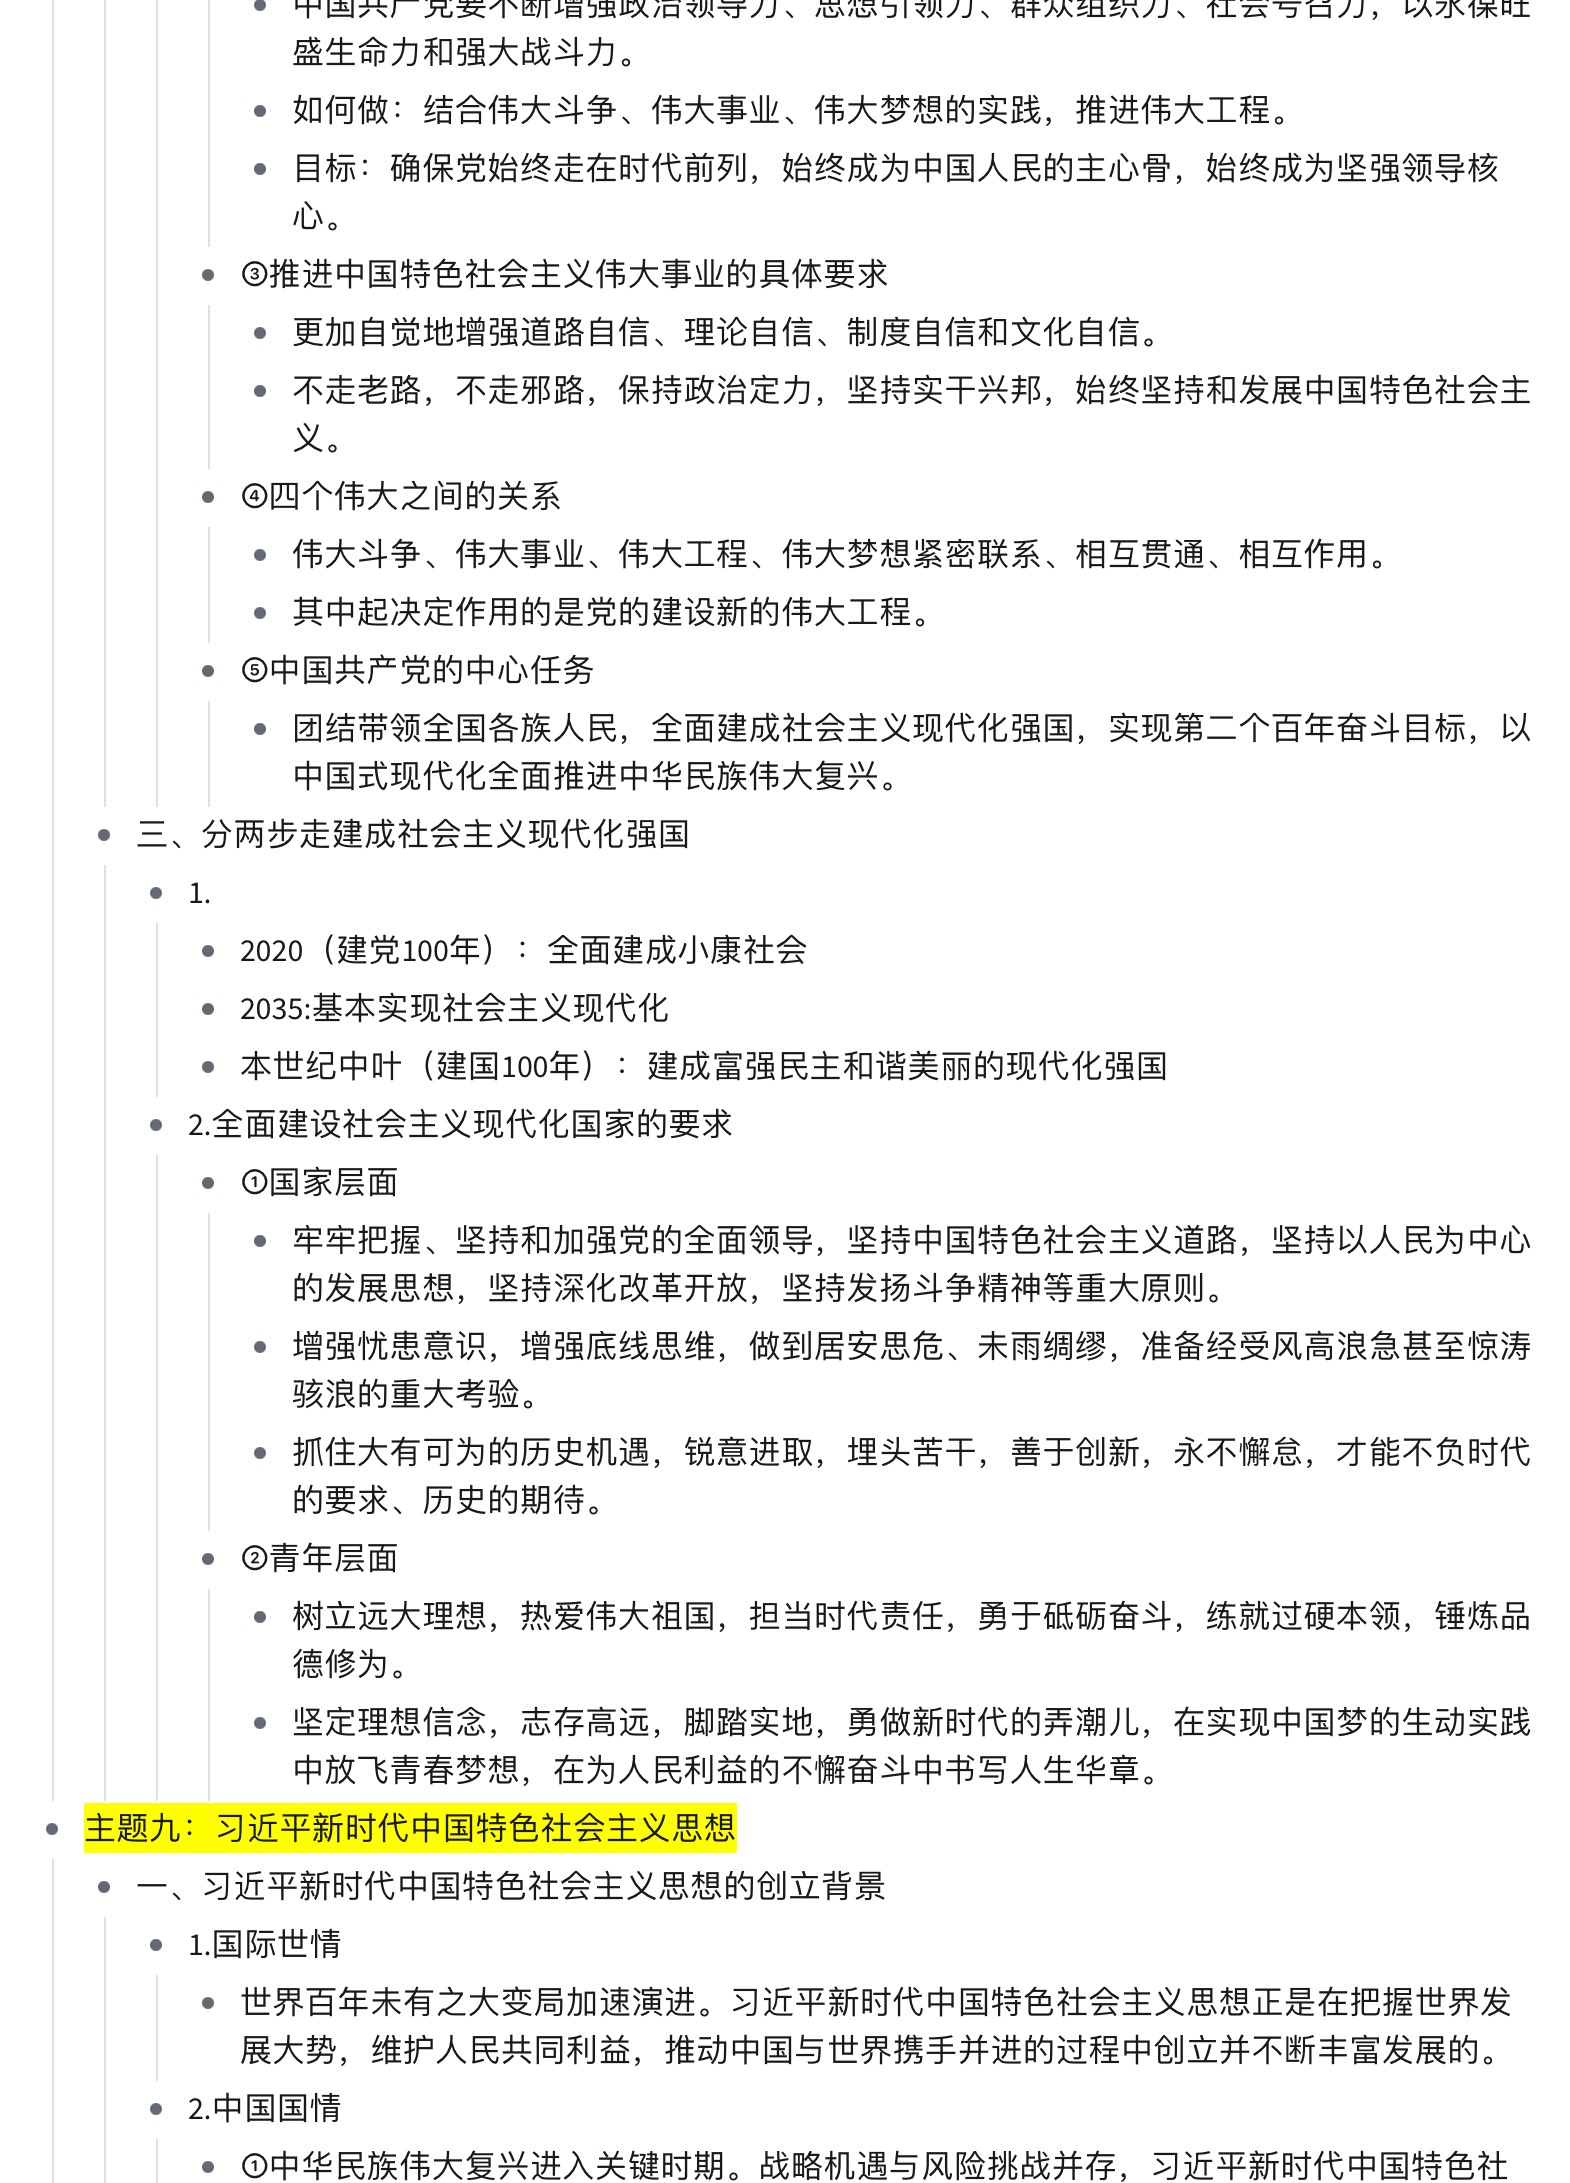 中国共产党要不断增强政治领导力、思想引领力、群众组织力、社会号召力，以永葆旺
盛生命力和强大战斗力。
如何做：结合伟大斗争、伟大事业、伟大梦想的实践，推进伟大工程。
目标：确保党始终走在时代前列，始终成为中国人民的主心骨，始终成为坚强领导核
心。
③推进中国特色社会主义伟大事业的具体要求
更加自觉地增强道路自信、理论自信、制度自信和文化自信。
不走老路，不走邪路，保持政治定力，坚持实干兴邦，始终坚持和发展中国特色社会主
义。
④四个伟大之间的关系
伟大斗争、伟大事业、伟大工程、伟大梦想紧密联系、相互贯通、相互作用。
其中起决定作用的是党的建设新的伟大工程。
⑤中国共产党的中心任务
团结带领全国各族人民，全面建成社会主义现代化强国，实现第二个百年奋斗目标，以
中国式现代化全面推进中华民族伟大复兴。
三、分两步走建成社会主义现代化强国
1.
2020（建党100年）：全面建成小康社会
2035:基本实现社会主义现代化
本世纪中叶（建国100年）：建成富强民主和谐美丽的现代化强国
2.全面建设社会主义现代化国家的要求
①国家层面
牢牢把握、坚持和加强党的全面领导，坚持中国特色社会主义道路，坚持以人民为中心
的发展思想，坚持深化改革开放，坚持发扬斗争精神等重大原则。
增强忧患意识，增强底线思维，做到居安思危、未雨绸缪，准备经受风高浪急甚至惊涛
骇浪的重大考验。
抓住大有可为的历史机遇，锐意进取，埋头苦干，善于创新，永不懈怠，才能不负时代
的要求、历史的期待。
②青年层面
树立远大理想，热爱伟大祖国，担当时代责任，勇于砥砺奋斗，练就过硬本领，锤炼品
德修为。
坚定理想信念，志存高远，脚踏实地，勇做新时代的弄潮儿，在实现中国梦的生动实践
中放飞青春梦想，在为人民利益的不懈奋斗中书写人生华章。
主题九：习近平新时代中国特色社会主义思想
一、习近平新时代中国特色社会主义思想的创立背景
1.国际世情
世界百年未有之大变局加速演进。习近平新时代中国特色社会主义思想正是在把握世界发
展大势，维护人民共同利益，推动中国与世界携手并进的过程中创立并不断丰富发展的。
2.中国国情
①中华民族伟大复兴进入关键时期。战略机遇与风险挑战并存，习近平新时代中国特色社